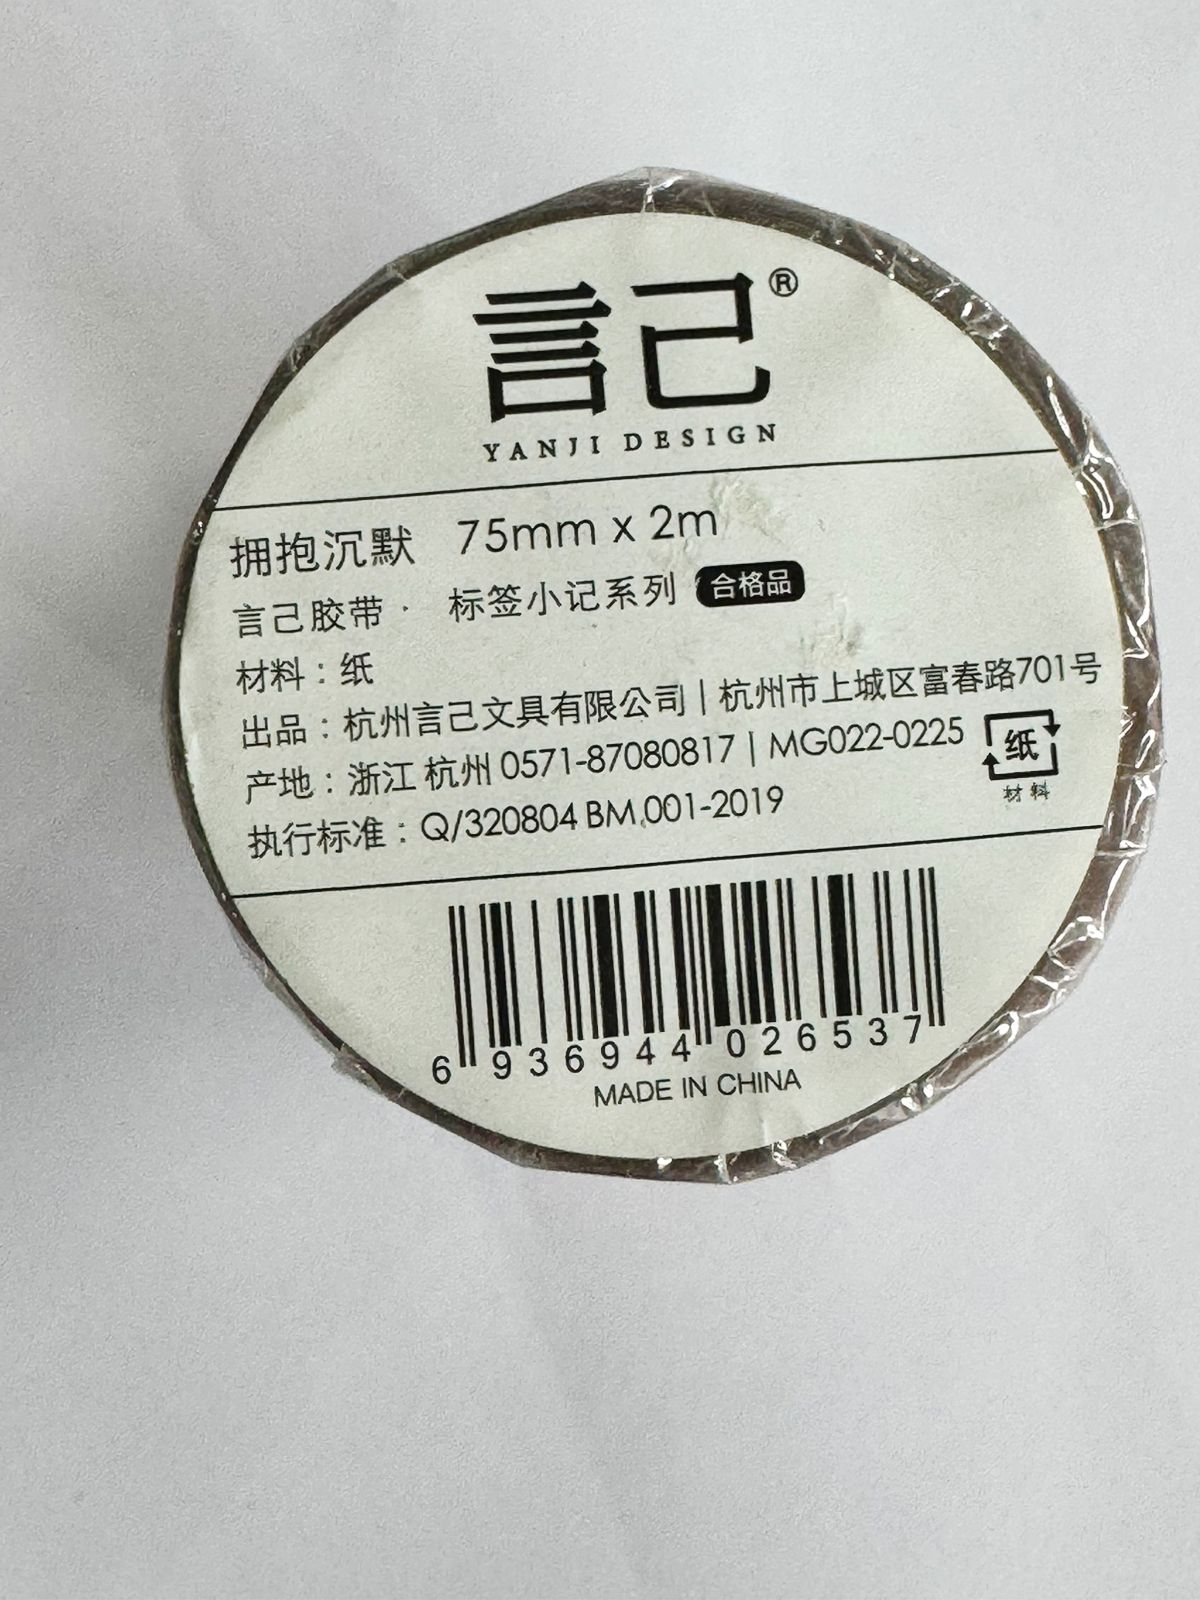 言己®
YANJI DESIGN
拥抱沉默 75mm x 2m
言己胶带 · 标签小记系列 合格品
材料：纸
出品：杭州言己文具有限公司 | 杭州市上城区富春路701号
产地：浙江 杭州 0571-87080817 | MG022-0225
纸
材料
执行标准：Q/320804 BM.001-2019
6 936944 026537
MADE IN CHINA